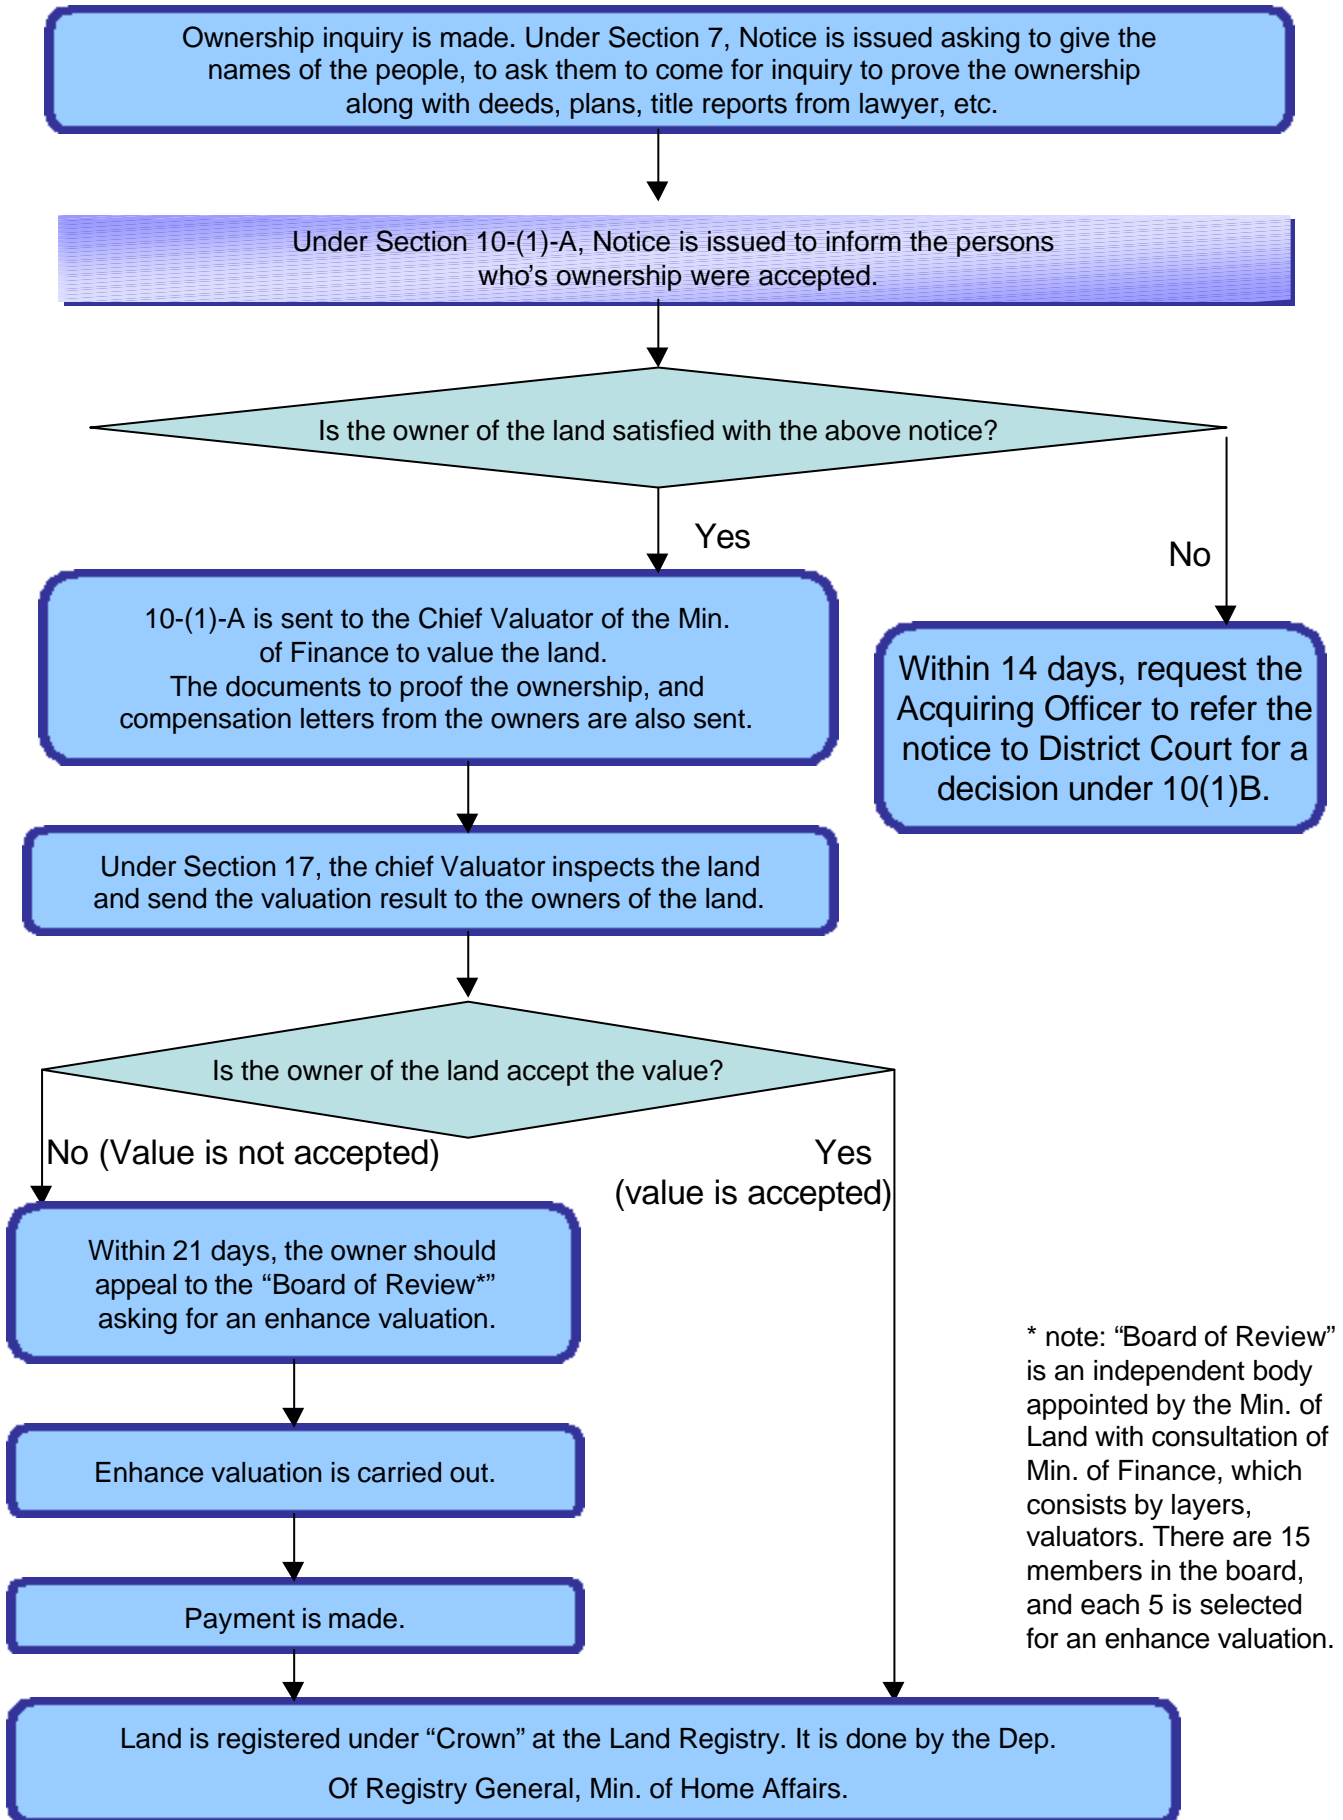 Ownership inquiry is made. Under Section 7, Notice is issued asking to give the
names of the people, to ask them to come for inquiry to prove the ownership
along with deeds, plans, title reports from lawyer, etc.
Under Section 10-(1)-A, Notice is issued to inform the persons
who's ownership were accepted.
Is the owner of the land satisfied with the above notice?
Yes
No
10-(1)-A is sent to the Chief Valuator of the Min.
of Finance to value the land.
The documents to proof the ownership, and
compensation letters from the owners are also sent.
Within 14 days, request the
Acquiring Officer to refer the
notice to District Court for a
decision under 10(1)B.
Under Section 17, the chief Valuator inspects the land
and send the valuation result to the owners of the land.
Is the owner of the land accept the value?
No (Value is not accepted)
Yes
(value is accepted)
Within 21 days, the owner should
appeal to the “Board of Review*”
asking for an enhance valuation.
Enhance valuation is carried out.
Payment is made.
* note: “Board of Review”
is an independent body
appointed by the Min. of
Land with consultation of
Min. of Finance, which
consists by layers,
valuators. There are 15
members in the board,
and each 5 is selected
for an enhance valuation.
Land is registered under “Crown” at the Land Registry. It is done by the Dep.
Of Registry General, Min. of Home Affairs.